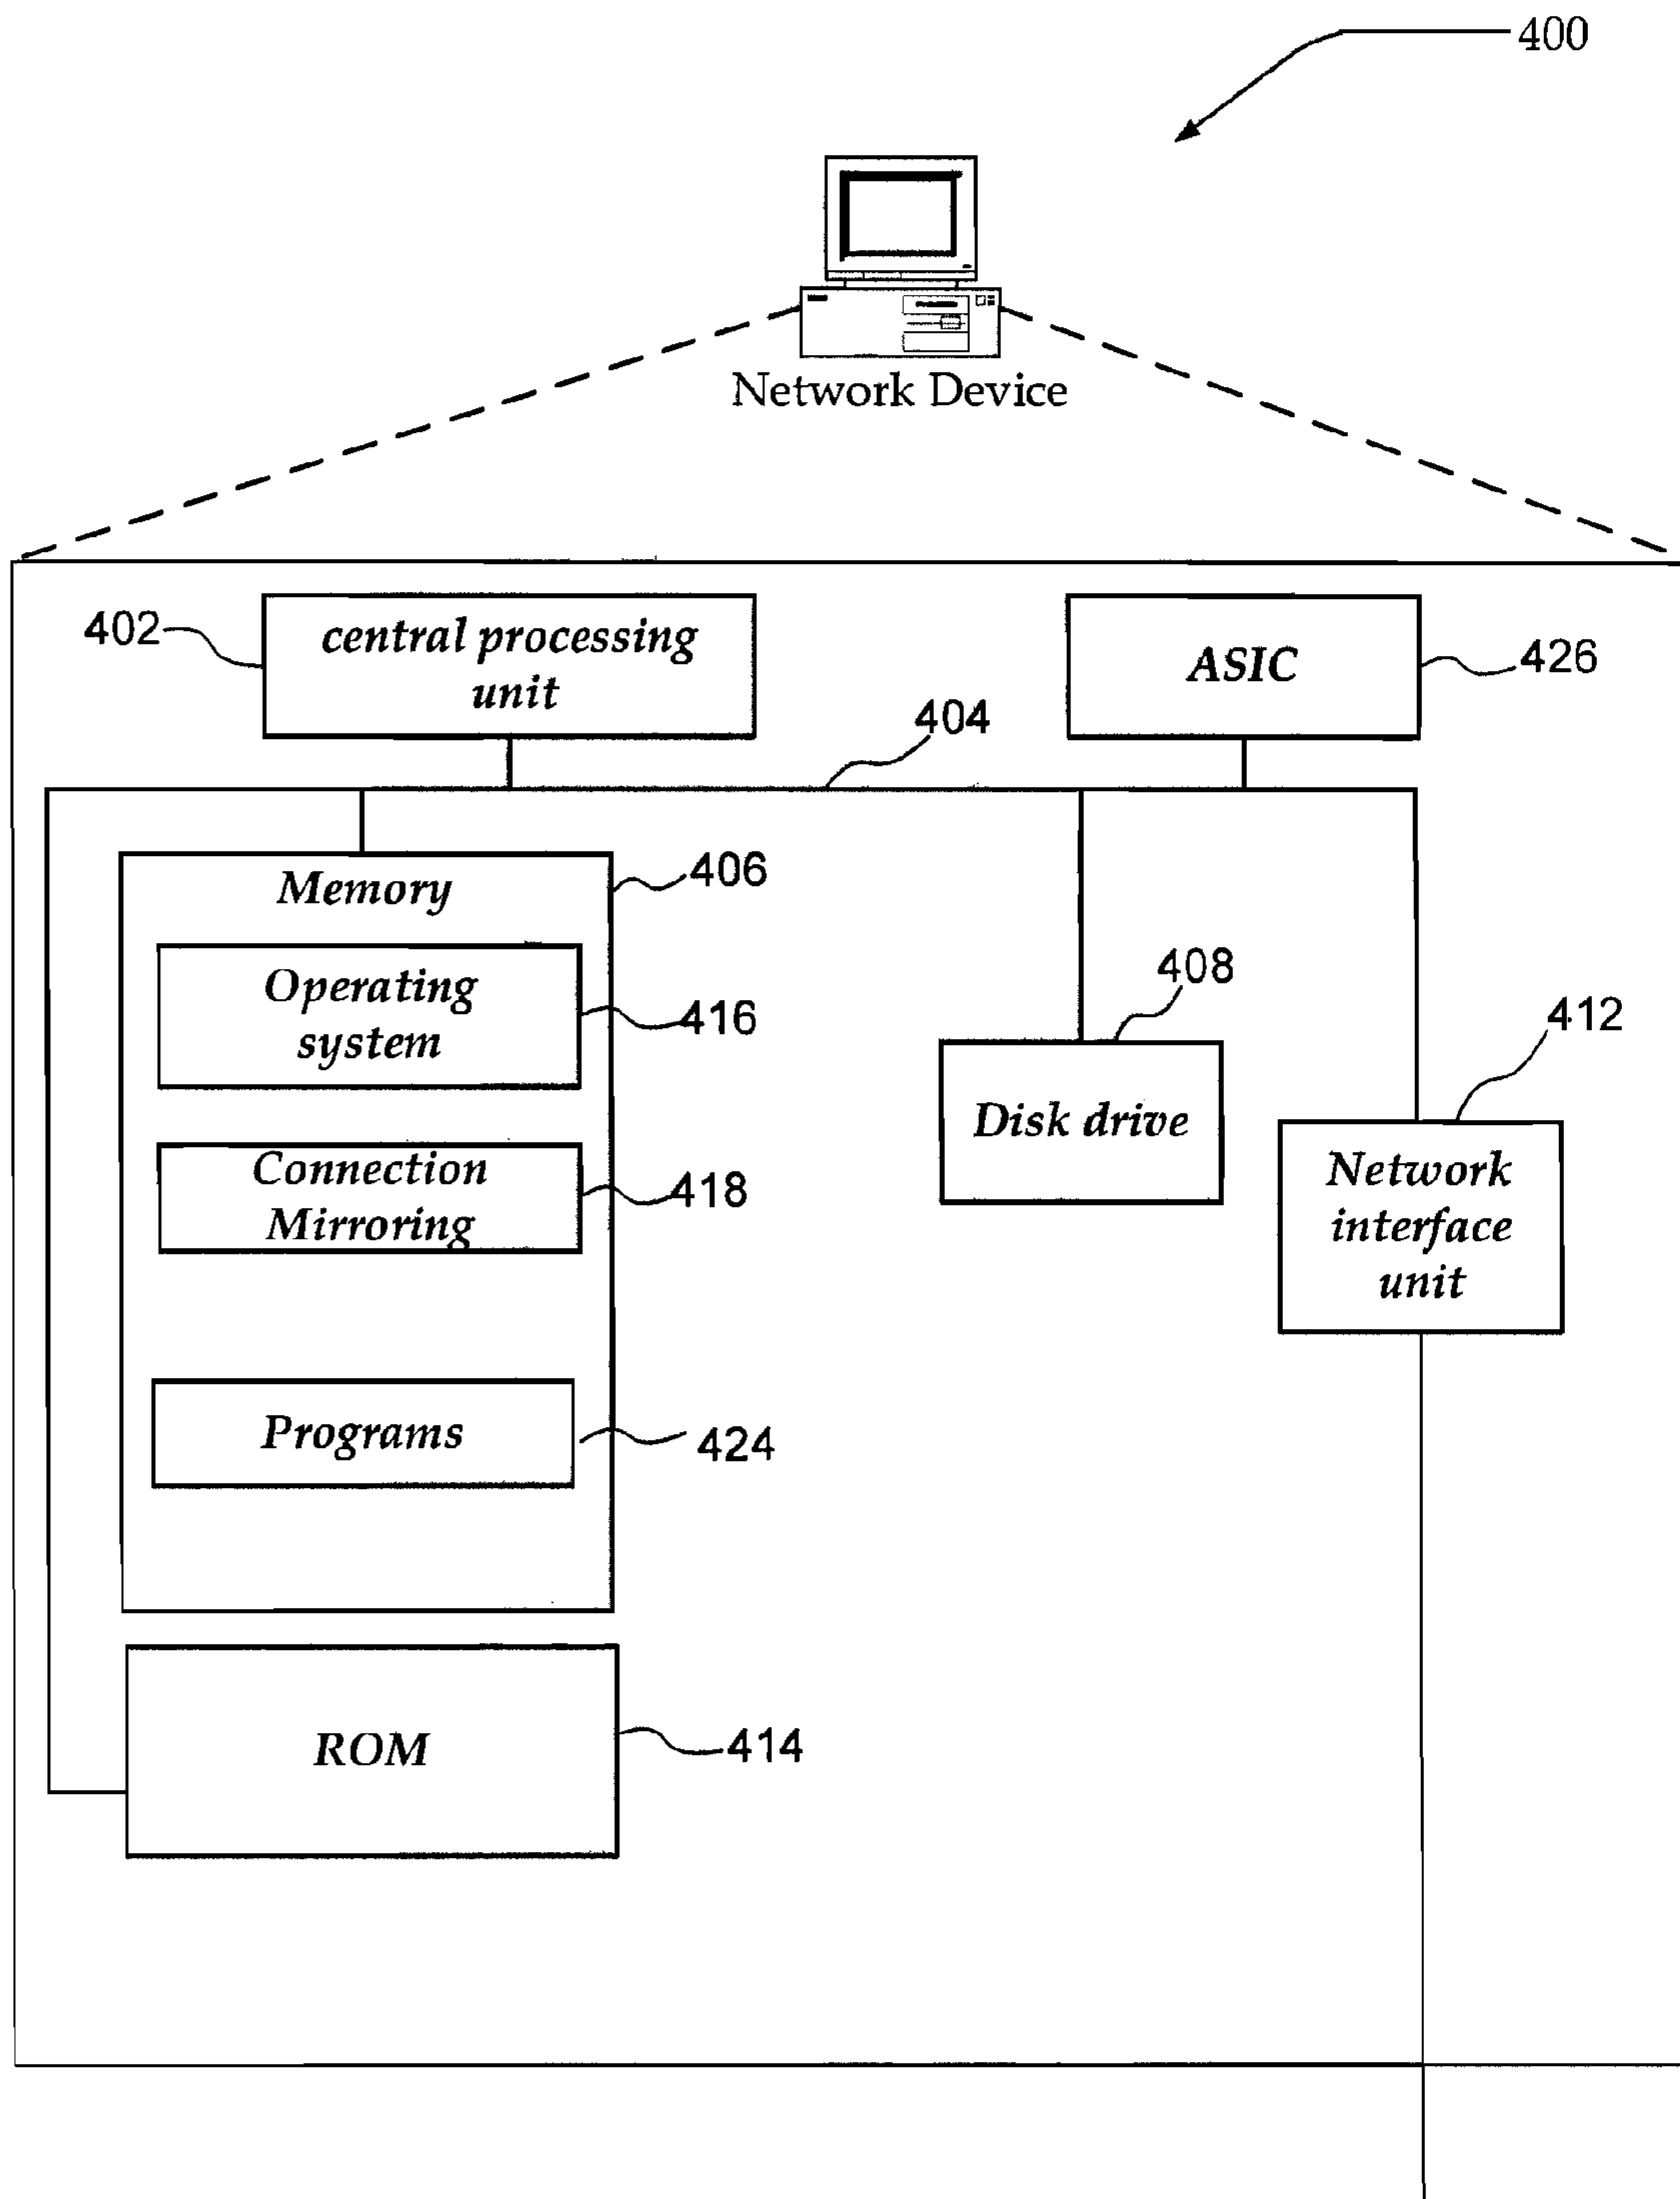 400
Network Device
402
central processing
unit
ASIC
426
404
Memory
406
Operating
system
416
408
412
Connection
Mirroring
418
Disk drive
Network
interface
unit
Programs
424
ROM
414